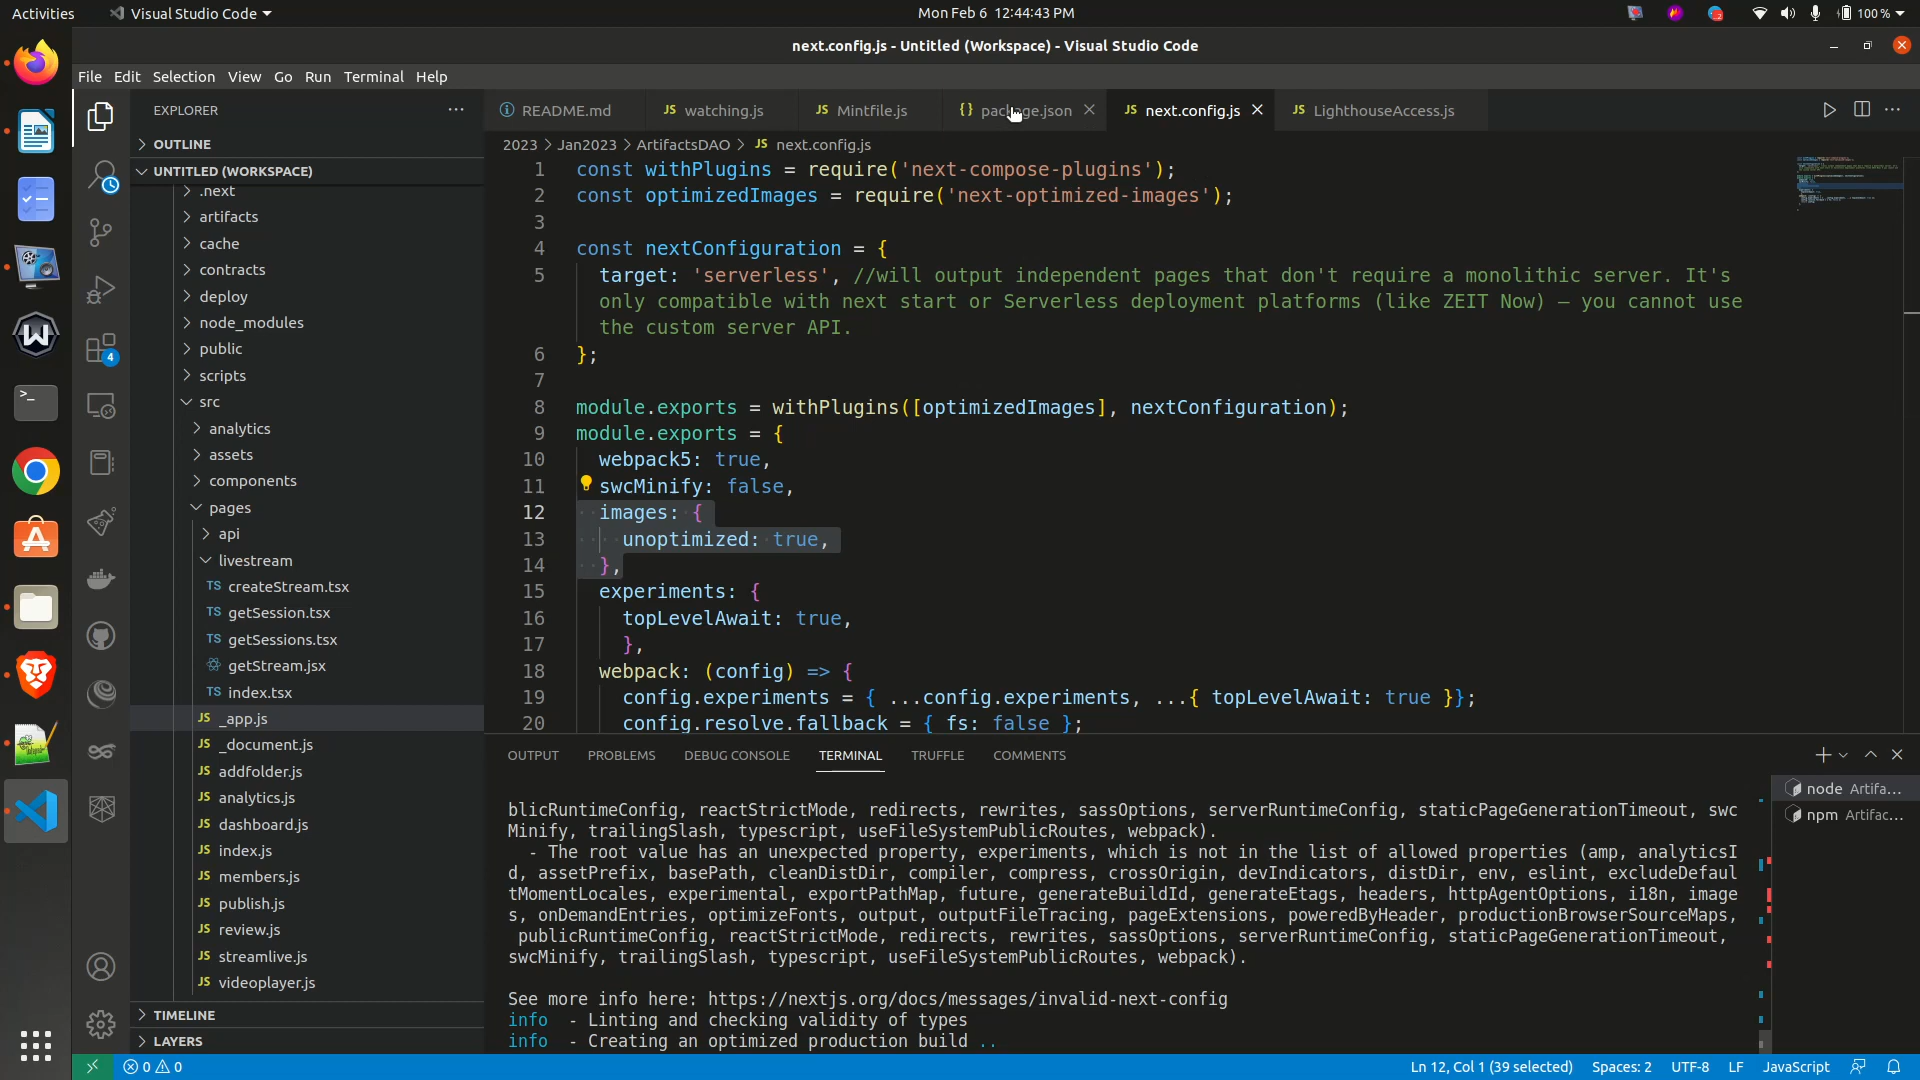 Activities
Visual Studio Code
Mon Feb 6 12:44:43 PM
100 %
next.config.js - Untitled (Workspace) - Visual Studio Code
File Edit Selection View Go Run Terminal Help
EXPLORER
README.md
watching.js
Mintfile.js
package.json
next.config.js
LighthouseAccess.js
OUTLINE
UNTITLED (WORKSPACE)
.next
artifacts
cache
contracts
deploy
node_modules
public
scripts
src
analytics
assets
components
pages
api
livestream
TS createStream.tsx
TS getSession.tsx
TS getSessions.tsx
getStream.jsx
TS index.tsx
JS _app.js
JS _document.js
JS addfolder.js
JS analytics.js
JS dashboard.js
JS index.js
JS members.js
JS publish.js
JS review.js
JS streamlive.js
JS videoplayer.js
TIMELINE
LAYERS
2023 > Jan2023 > ArtifactsDAO > JS next.config.js
1 const withPlugins = require('next-compose-plugins');
2 const optimizedImages = require('next-optimized-images');
3
4 const nextConfiguration = {
5 target: 'serverless', //will output independent pages that don't require a monolithic server. It's
only compatible with next start or Serverless deployment platforms (like ZEIT Now) — you cannot use
the custom server API.
6 };
7
8 module.exports = withPlugins([optimizedImages], nextConfiguration);
9 module.exports = {
10 webpack5: true,
11 swcMinify: false,
12 images: {
13 unoptimized: true,
14 },
15 experiments: {
16 topLevelAwait: true,
17 },
18 webpack: (config) => {
19 config.experiments = { ...config.experiments, ...{ topLevelAwait: true }};
20 config.resolve.fallback = { fs: false };
OUTPUT PROBLEMS DEBUG CONSOLE TERMINAL TRUFFLE COMMENTS
blicRuntimeConfig, reactStrictMode, redirects, rewrites, sassOptions, serverRuntimeConfig, staticPageGenerationTimeout, swc
Minify, trailingSlash, typescript, useFileSystemPublicRoutes, webpack).
- The root value has an unexpected property, experiments, which is not in the list of allowed properties (amp, analyticsI
d, assetPrefix, basePath, cleanDistDir, compiler, compress, crossOrigin, devIndicators, distDir, env, eslint, excludeDefaul
tMomentLocales, experimental, exportPathMap, future, generateBuildId, generateEtags, headers, httpAgentOptions, i18n, image
s, onDemandEntries, optimizeFonts, output, outputFileTracing, pageExtensions, poweredByHeader, productionBrowserSourceMaps,
publicRuntimeConfig, reactStrictMode, redirects, rewrites, sassOptions, serverRuntimeConfig, staticPageGenerationTimeout,
swcMinify, trailingSlash, typescript, useFileSystemPublicRoutes, webpack).
See more info here: https://nextjs.org/docs/messages/invalid-next-config
info - Linting and checking validity of types
info - Creating an optimized production build ..
node Artifa...
npm Artifac...
0 0
Ln 12, Col 1 (39 selected)
Spaces: 2
UTF-8
LF
JavaScript